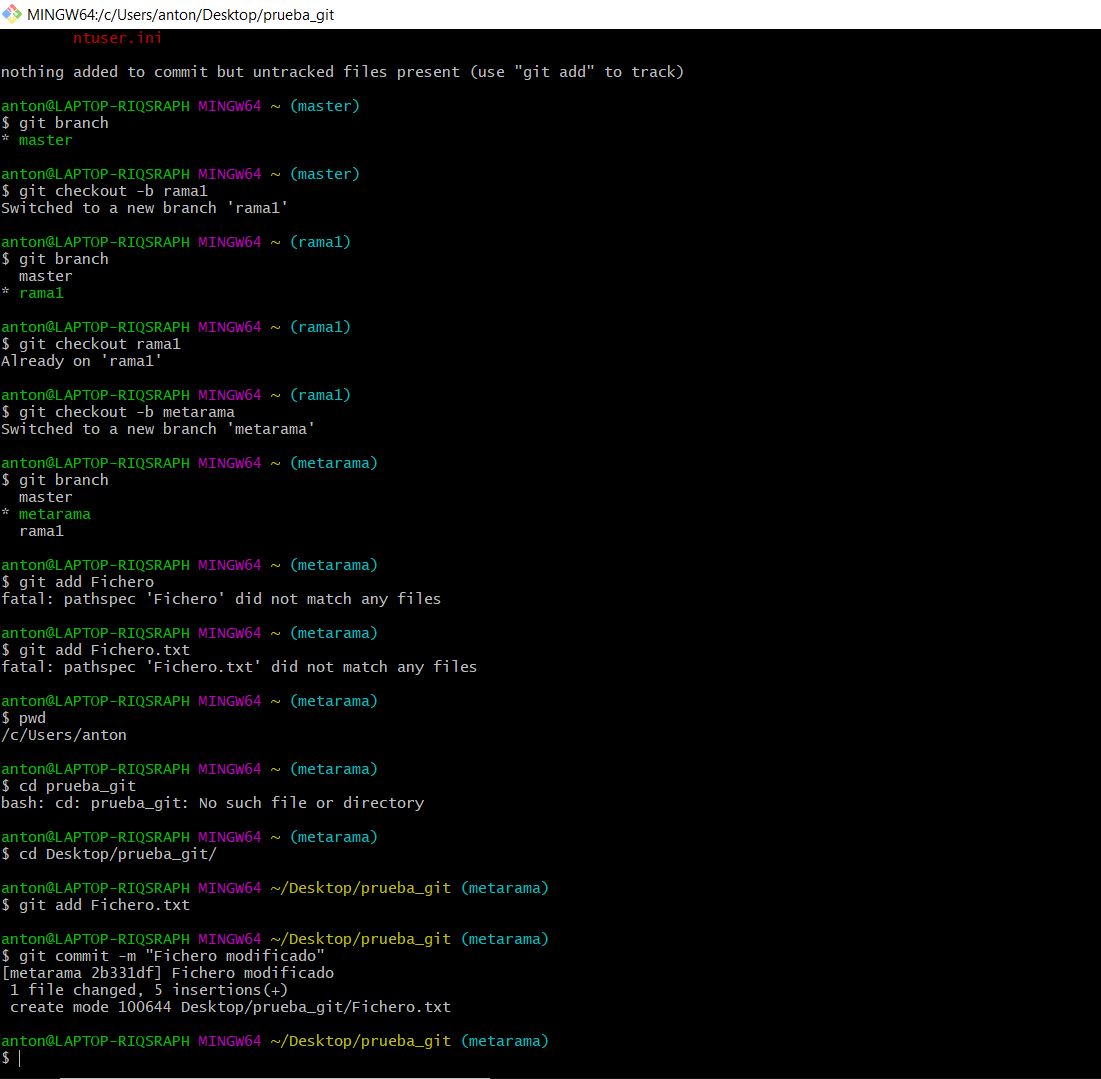 MINGW64:/c/Users/anton/Desktop/prueba_git
ntuser.ini
nothing added to commit but untracked files present (use "git add" to track)
anton@LAPTOP-RIQSRAPH MINGW64 ~ (master)
$ git branch
* master
anton@LAPTOP-RIQSRAPH MINGW64 ~ (master)
$ git checkout -b rama1
Switched to a new branch 'rama1'
anton@LAPTOP-RIQSRAPH MINGW64 ~ (rama1)
$ git branch
master
* rama1
anton@LAPTOP-RIQSRAPH MINGW64 ~ (rama1)
$ git checkout rama1
Already on 'rama1'
anton@LAPTOP-RIQSRAPH MINGW64 ~ (rama1)
$ git checkout -b metarama
Switched to a new branch 'metarama'
anton@LAPTOP-RIQSRAPH MINGW64 ~ (metarama)
$ git branch
master
* metarama
rama1
anton@LAPTOP-RIQSRAPH MINGW64 ~ (metarama)
$ git add Fichero
fatal: pathspec 'Fichero' did not match any files
anton@LAPTOP-RIQSRAPH MINGW64 ~ (metarama)
$ git add Fichero.txt
fatal: pathspec 'Fichero.txt' did not match any files
anton@LAPTOP-RIQSRAPH MINGW64 ~ (metarama)
$ pwd
/c/Users/anton
anton@LAPTOP-RIQSRAPH MINGW64 ~ (metarama)
$ cd prueba_git
bash: cd: prueba_git: No such file or directory
anton@LAPTOP-RIQSRAPH MINGW64 ~ (metarama)
$ cd Desktop/prueba_git/
anton@LAPTOP-RIQSRAPH MINGW64 ~/Desktop/prueba_git (metarama)
$ git add Fichero.txt
anton@LAPTOP-RIQSRAPH MINGW64 ~/Desktop/prueba_git (metarama)
$ git commit -m "Fichero modificado"
[metarama 2b331df] Fichero modificado
1 file changed, 5 insertions(+)
create mode 100644 Desktop/prueba_git/Fichero.txt
anton@LAPTOP-RIQSRAPH MINGW64 ~/Desktop/prueba_git (metarama)
$